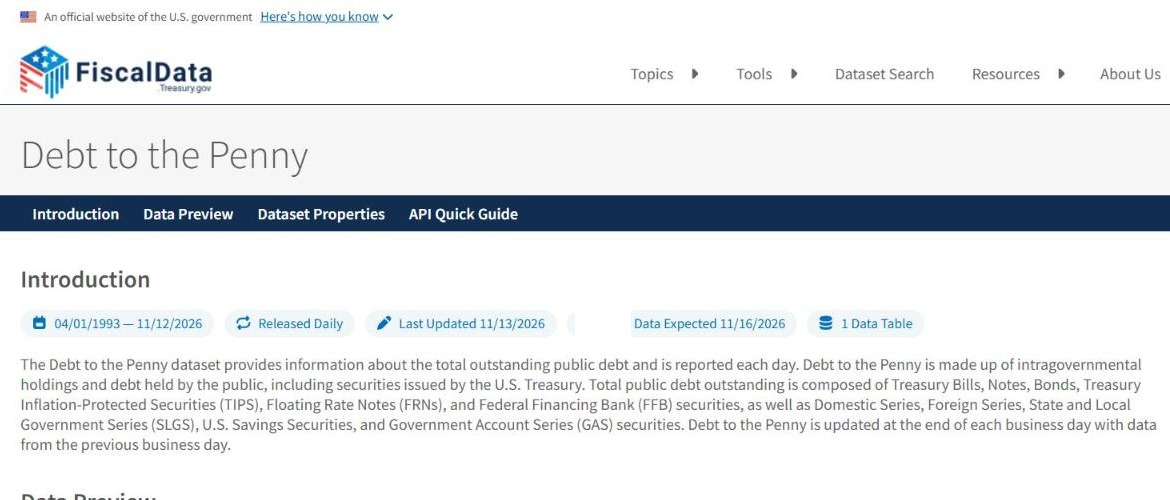 An official website of the U.S. government Here's how you know
FiscalData
.Treasury.gov
Topics Tools Dataset Search Resources About Us
Debt to the Penny
Introduction Data Preview Dataset Properties API Quick Guide
Introduction
04/01/1993 — 11/12/2026 Released Daily Last Updated 11/13/2026 Data Expected 11/16/2026 1 Data Table
The Debt to the Penny dataset provides information about the total outstanding public debt and is reported each day. Debt to the Penny is made up of intragovernmental
holdings and debt held by the public, including securities issued by the U.S. Treasury. Total public debt outstanding is composed of Treasury Bills, Notes, Bonds, Treasury
Inflation-Protected Securities (TIPS), Floating Rate Notes (FRNs), and Federal Financing Bank (FFB) securities, as well as Domestic Series, Foreign Series, State and Local
Government Series (SLGS), U.S. Savings Securities, and Government Account Series (GAS) securities. Debt to the Penny is updated at the end of each business day with data
from the previous business day.
Data Preview